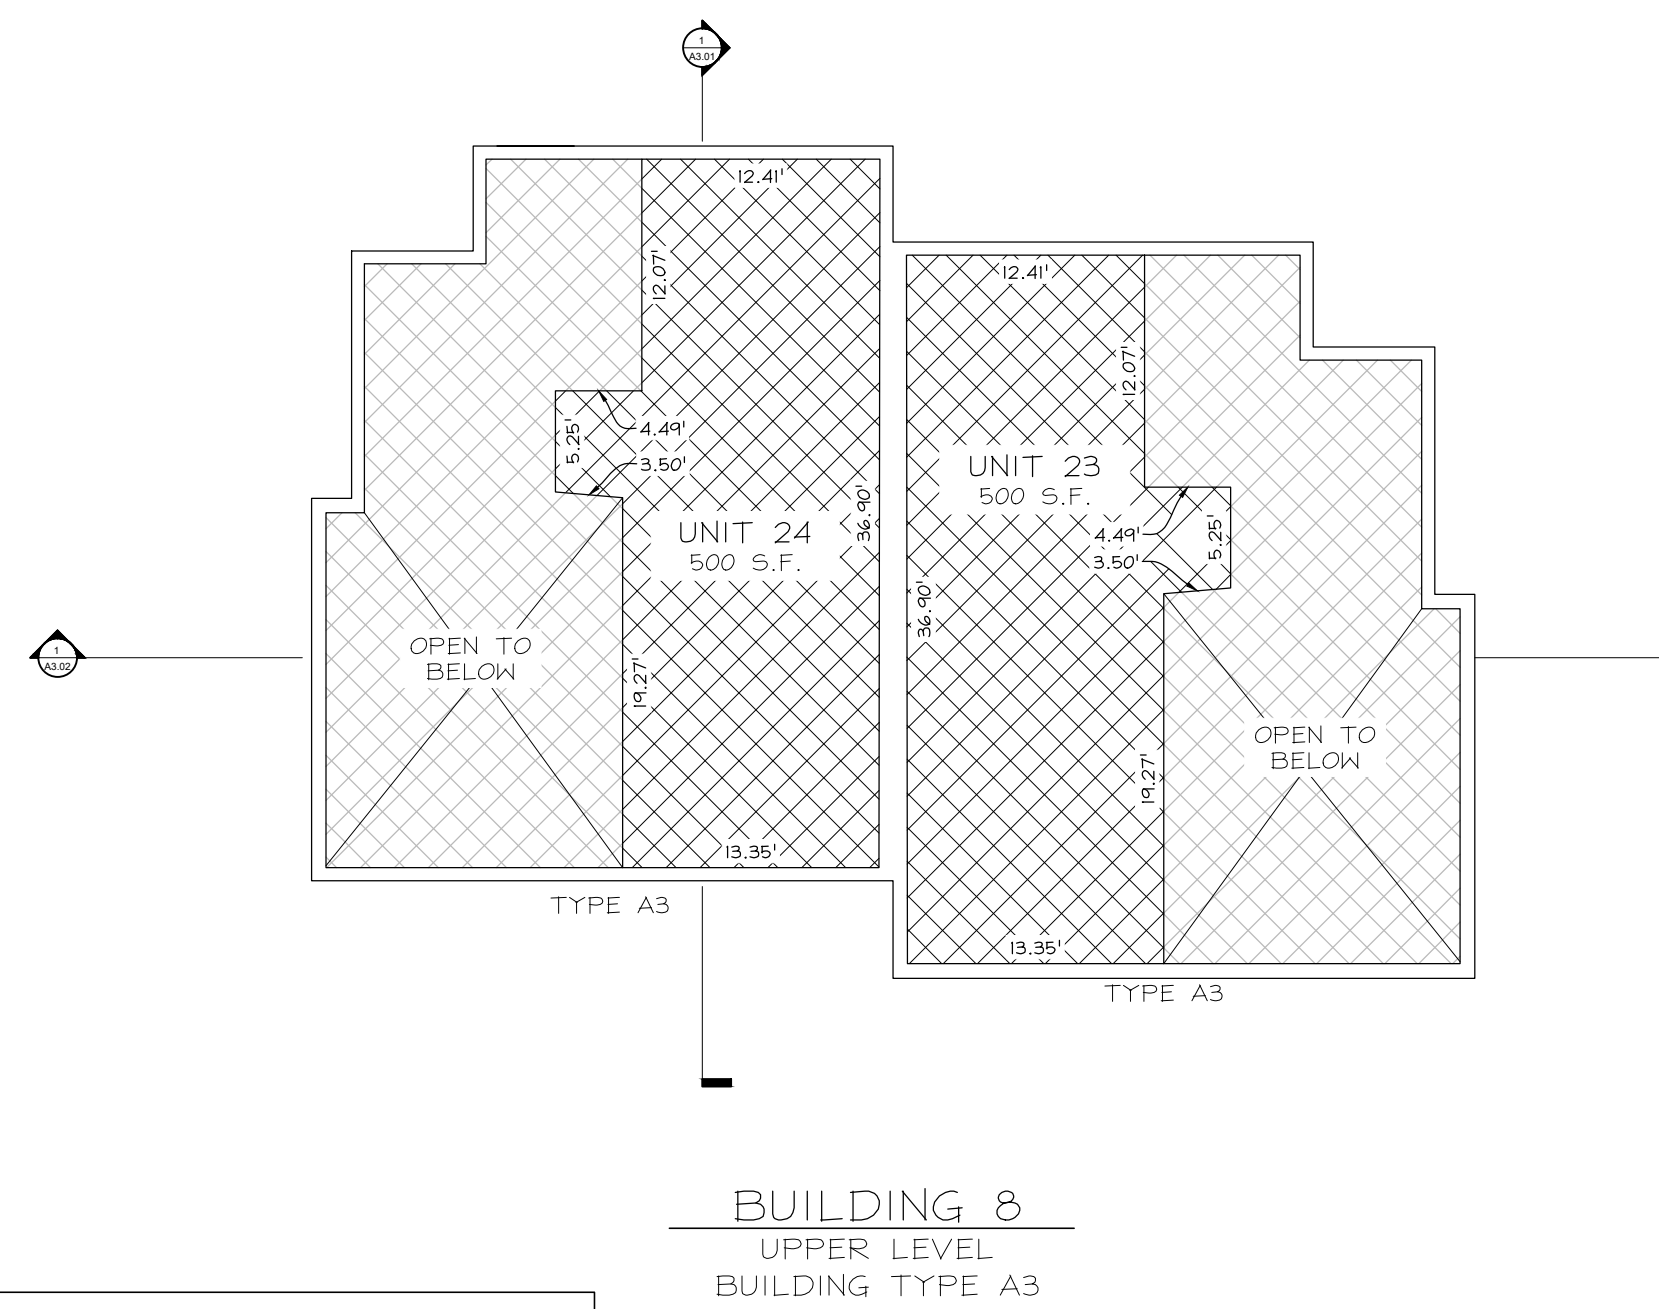 1
A3.01
12.41'
12.07'
12.41'
12.07'
4.49'
5.25'
3.50'
UNIT 23
500 S.F.
36.90'
UNIT 24
500 S.F.
4.49'
5.25'
3.50'
36.90'
OPEN TO
BELOW
1
A3.02
19.27'
OPEN TO
BELOW
19.27'
13.35'
TYPE A3
13.35'
TYPE A3
BUILDING 8
UPPER LEVEL
BUILDING TYPE A3